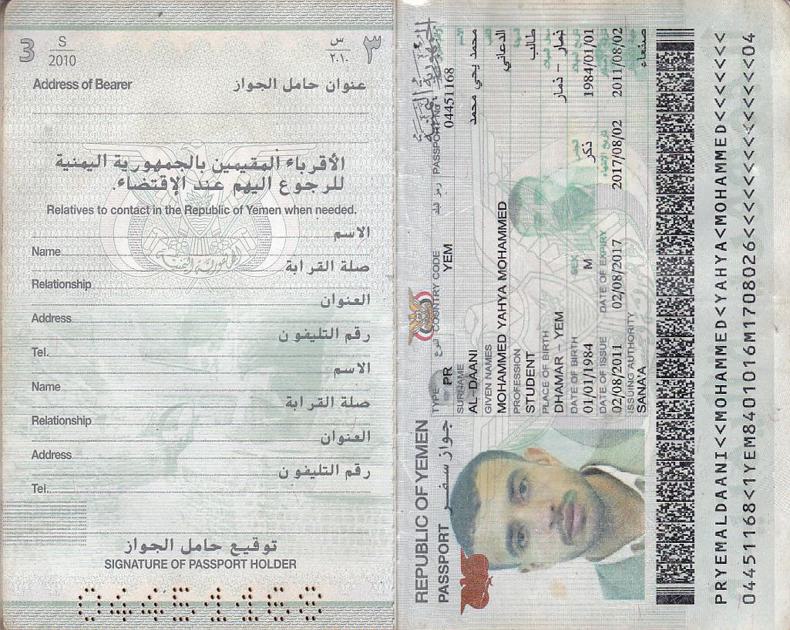 3
S
2010
Address of Bearer
عنوان حامل الجواز
س
٢٠١٠
٣
الأقرباء المقيمين بالجمهورية اليمنية
للرجوع اليهم عند الإقتضاء.
Relatives to contact in the Republic of Yemen when needed.
Name الاسم
Relationship صلة القرابة
Address العنوان
Tel. رقم التليفون
Name الاسم
Relationship صلة القرابة
Address العنوان
Tel. رقم التليفون
توقيع حامل الجواز
SIGNATURE OF PASSPORT HOLDER
REPUBLIC OF YEMEN الجمهورية اليمنية
PASSPORT جواز سفر
TYPE النوع COUNTRY CODE رمز البلد PASSPORT No
PR YEM 04451168
SURNAME
AL-DAANI محمد يحي محمد
GIVEN NAMES
MOHAMMED YAHYA MOHAMMED الدعاني
PROFESSION
STUDENT طالب
PLACE OF BIRTH
DHAMAR - YEM ذمار - ذمار
DATE OF BIRTH SEX الجنس
01/01/1984 M ذكر 1984/01/01
DATE OF ISSUE DATE OF EXPIRY تاريخ الانتهاء
02/08/2011 02/08/2017 2017/08/02 2011/08/02
ISSUING AUTHORITY
SANA'A صنعاء
PRYEMALDAANI<<MOHAMMED<YAHYA<MOHAMMED<<<<<<<
04451168<1YEM8401016M1708026<<<<<<<<<<<<<<04